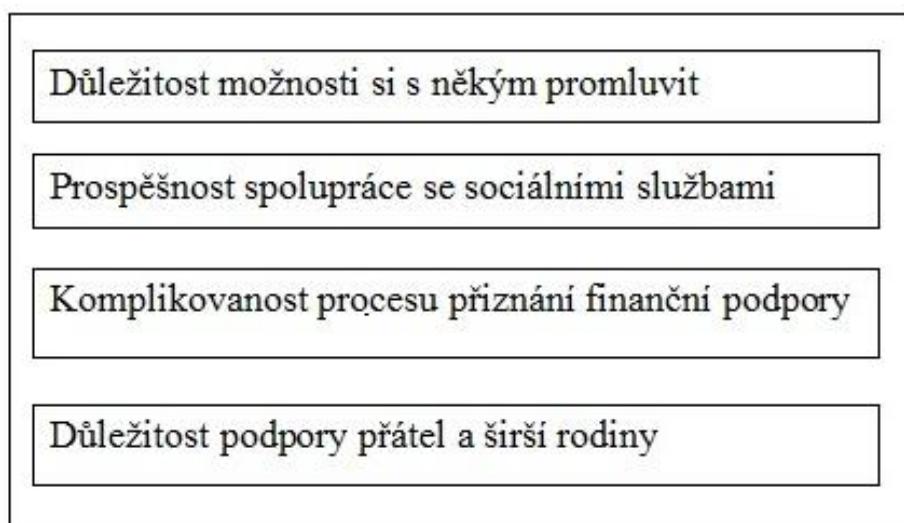 Důležitost možnosti si s někým promluvit
Prospěšnost spolupráce se sociálními službami
Komplikovanost procesu přiznání finanční podpory
Důležitost podpory přátel a širší rodiny